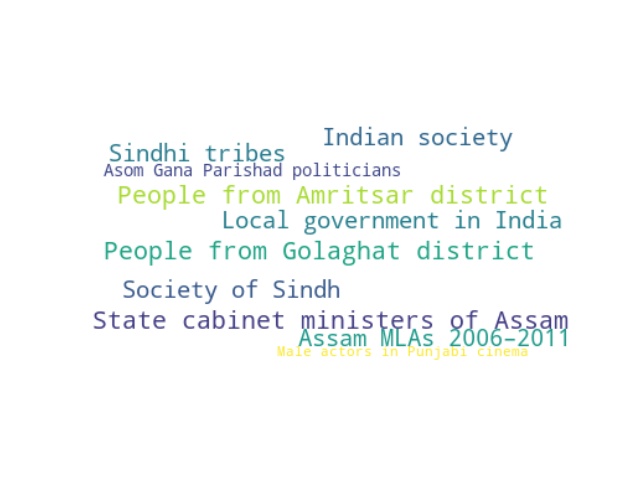 Indian society
Sindhi tribes
Asom Gana Parishad politicians
People from Amritsar district
Local government in India
People from Golaghat district
Society of Sindh
State cabinet ministers of Assam
Assam MLAs 2006–2011
Male actors in Punjabi cinema